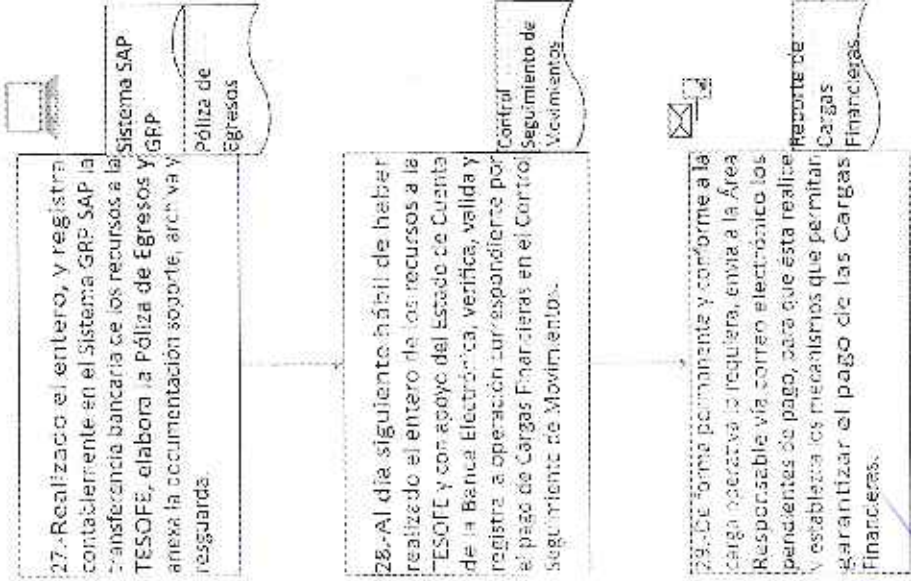 27.-Realizado el entero, y registra
contablemente en el Sistema GRP SAP la
transferencia bancaria de los recursos a la
TESOFE, elabora la Póliza de Egresos y
anexa la documentación soporte, archiva y
resguarda.
Sistema SAP
GRP
Póliza de
Egresos
28.-Al día siguiente hábil de haber
realizado el entero de los recursos a la
TESOFE y con apoyo del Estado de Cuenta
de la Banca Electrónica, verifica, valida y
registra la operación correspondiente por
el pago de Cargas Financieras en el Control
Seguimiento de Movimientos.
Control
Seguimiento de
Movimientos
29.-De forma permanente y conforme a la
carga operativa lo requiera, envía a la Área
Responsable vía correo electrónico los
pendientes de pago, para que ésta realice
y establezca los mecanismos que permitan
garantizar el pago de las Cargas
Financieras.
Reporte de
Cargas
Financieras